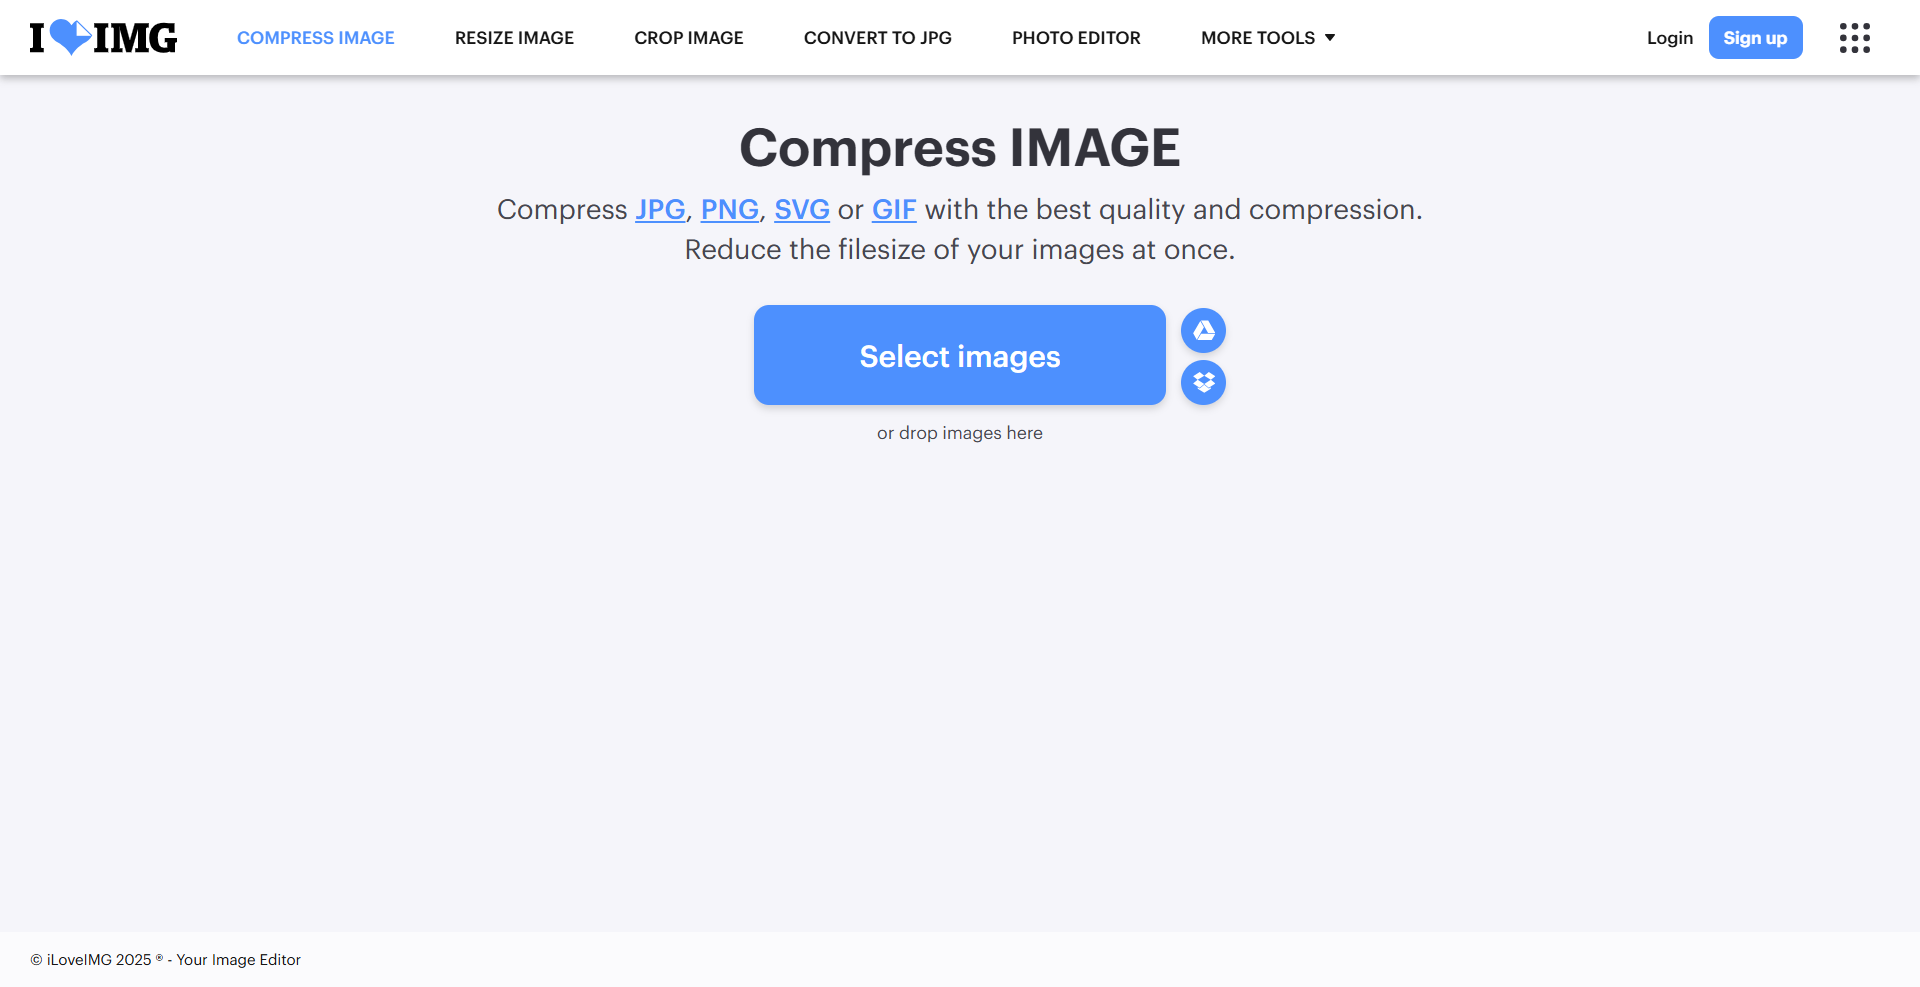 I IMG
COMPRESS IMAGE
RESIZE IMAGE
CROP IMAGE
CONVERT TO JPG
PHOTO EDITOR
MORE TOOLS
Login
Sign up
Compress IMAGE
Compress JPG, PNG, SVG or GIF with the best quality and compression.
Reduce the filesize of your images at once.
Select images
or drop images here
© iLoveIMG 2025 ® - Your Image Editor